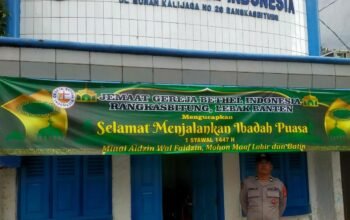 INDONESIA
JL. SUNAN KALIJAGA NO 26 RANGKASBITUNG
JEMAAT GEREJA BETHEL INDONESIA
RANGKASBITUNG, LEBAK BANTEN
Mengucapkan
Selamat Menjalankan Ibadah Puasa
1 SYAWAL 1447 H
Minal Aidzin Wal Faidzin, Mohon Maaf Lahir dan Batin